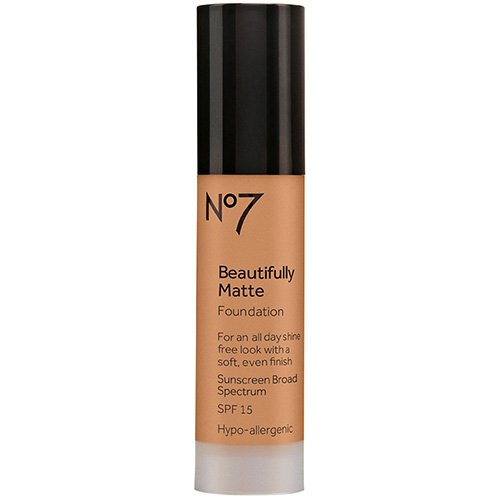 No7
Beautifully
Matte
Foundation
For an all day shine
free look with a
soft, even finish
Sunscreen Broad
Spectrum
SPF 15
Hypo-allergenic